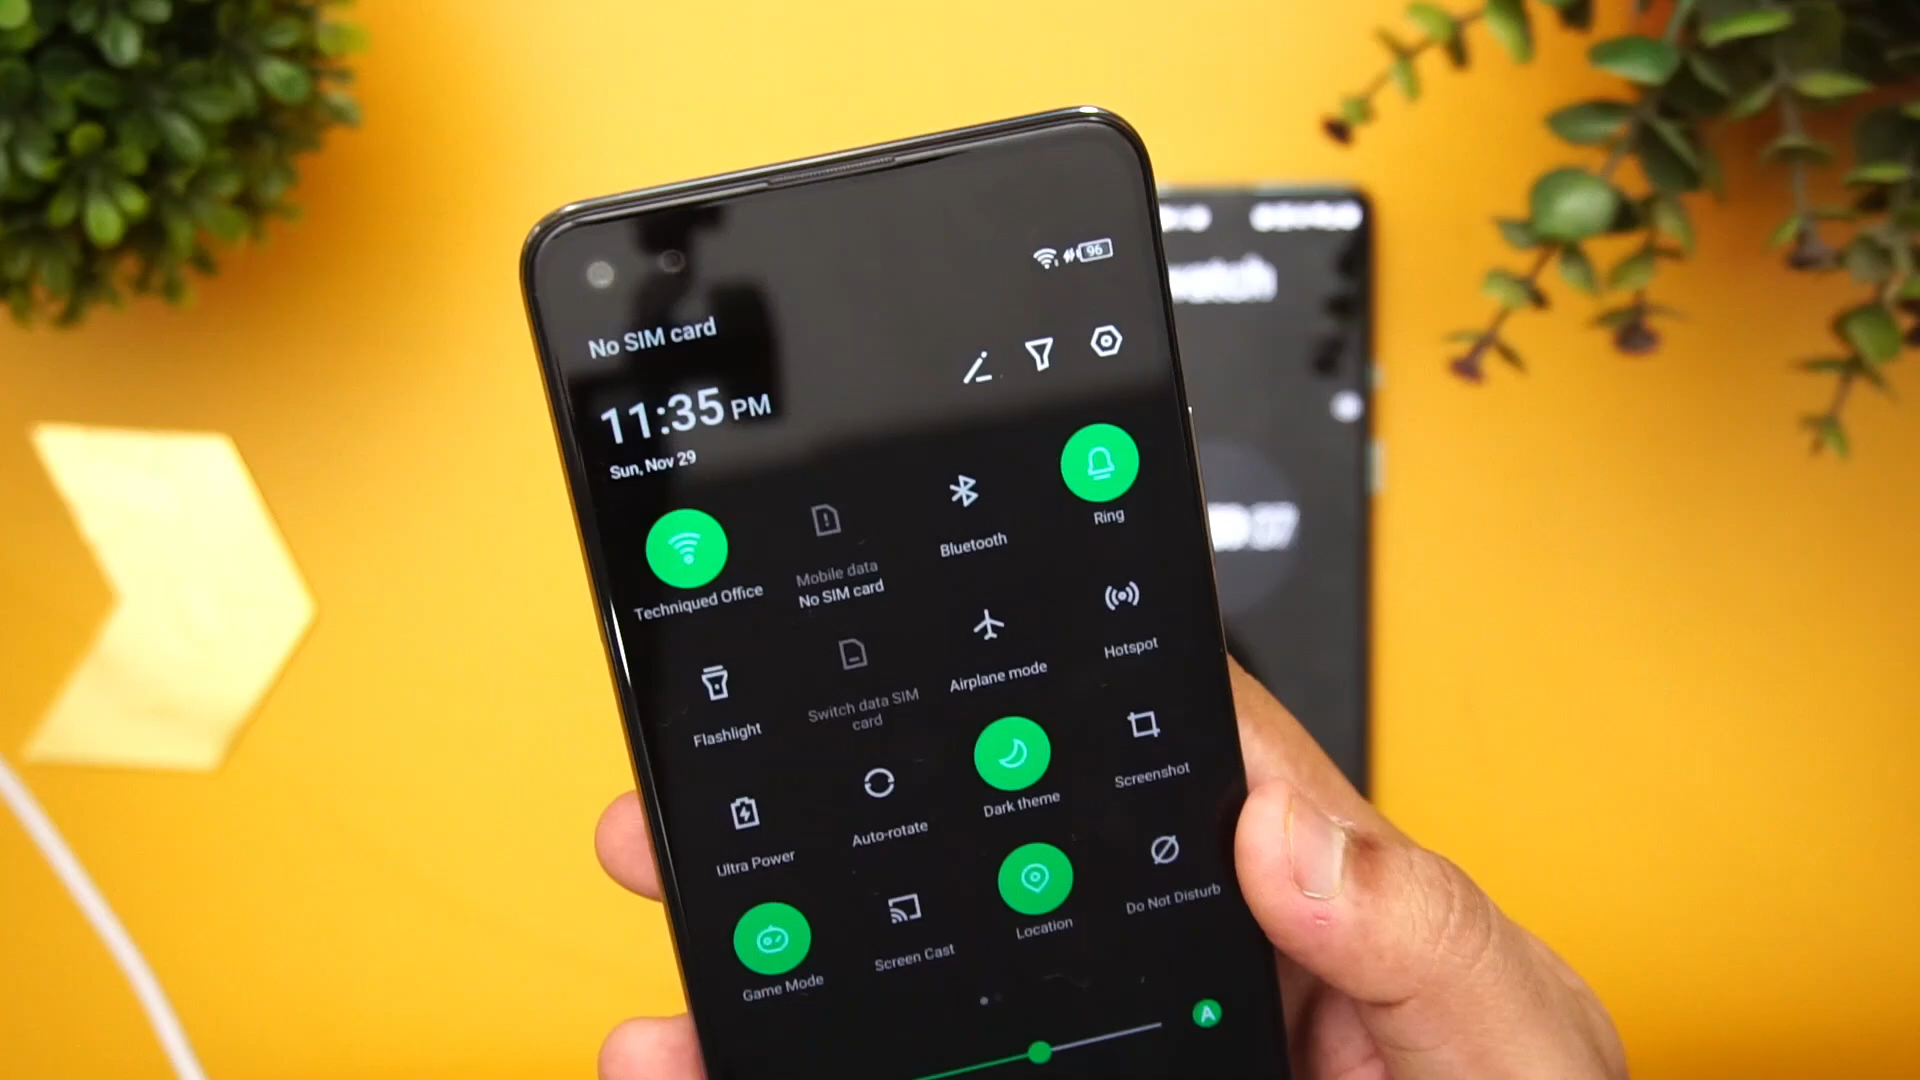 96
No SIM card
11:35 PM
Sun, Nov 29
Techniqued Office
Mobile data
No SIM card
Bluetooth
Ring
Flashlight
Switch data SIM
card
Airplane mode
Hotspot
Ultra Power
Auto-rotate
Dark theme
Screenshot
Game Mode
Screen Cast
Location
Do Not Disturb
A